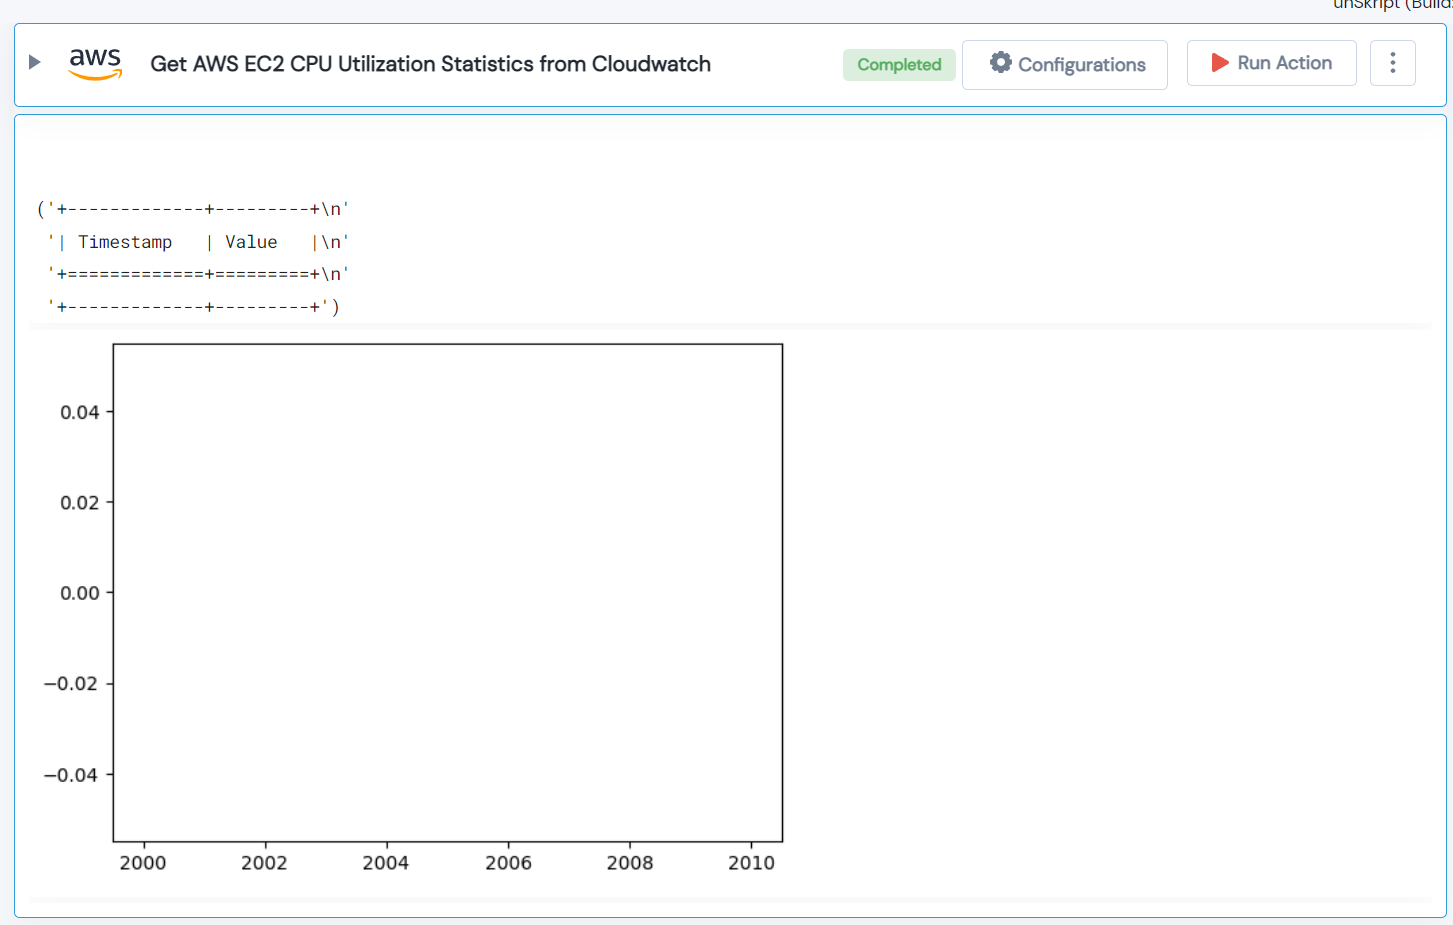 unSkript (Build:
aws
Get AWS EC2 CPU Utilization Statistics from Cloudwatch
Completed
Configurations
Run Action
('+-------------+---------+\n'
'| Timestamp   | Value   |\n'
'+=============+=========+\n'
'+-------------+---------+')
0.04
0.02
0.00
−0.02
−0.04
2000 2002 2004 2006 2008 2010